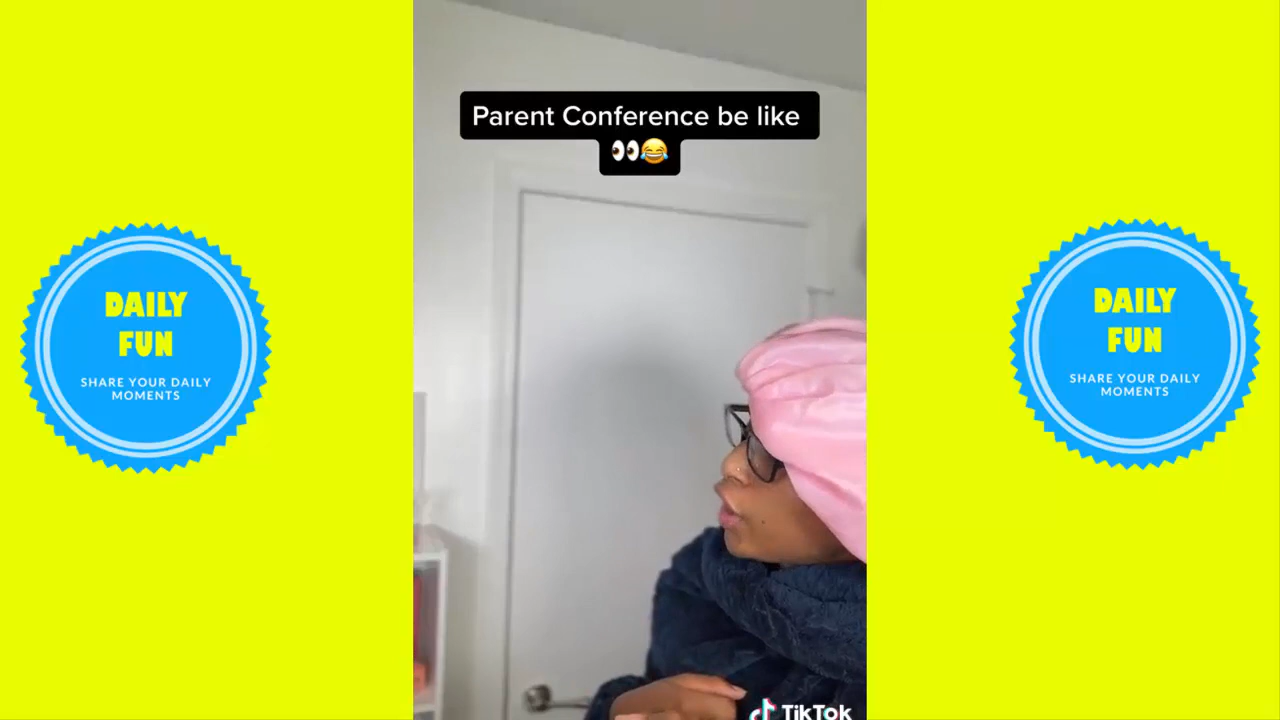 Parent Conference be like
👀😂
DAILY
FUN
SHARE YOUR DAILY
MOMENTS
DAILY
FUN
SHARE YOUR DAILY
MOMENTS
TikTok